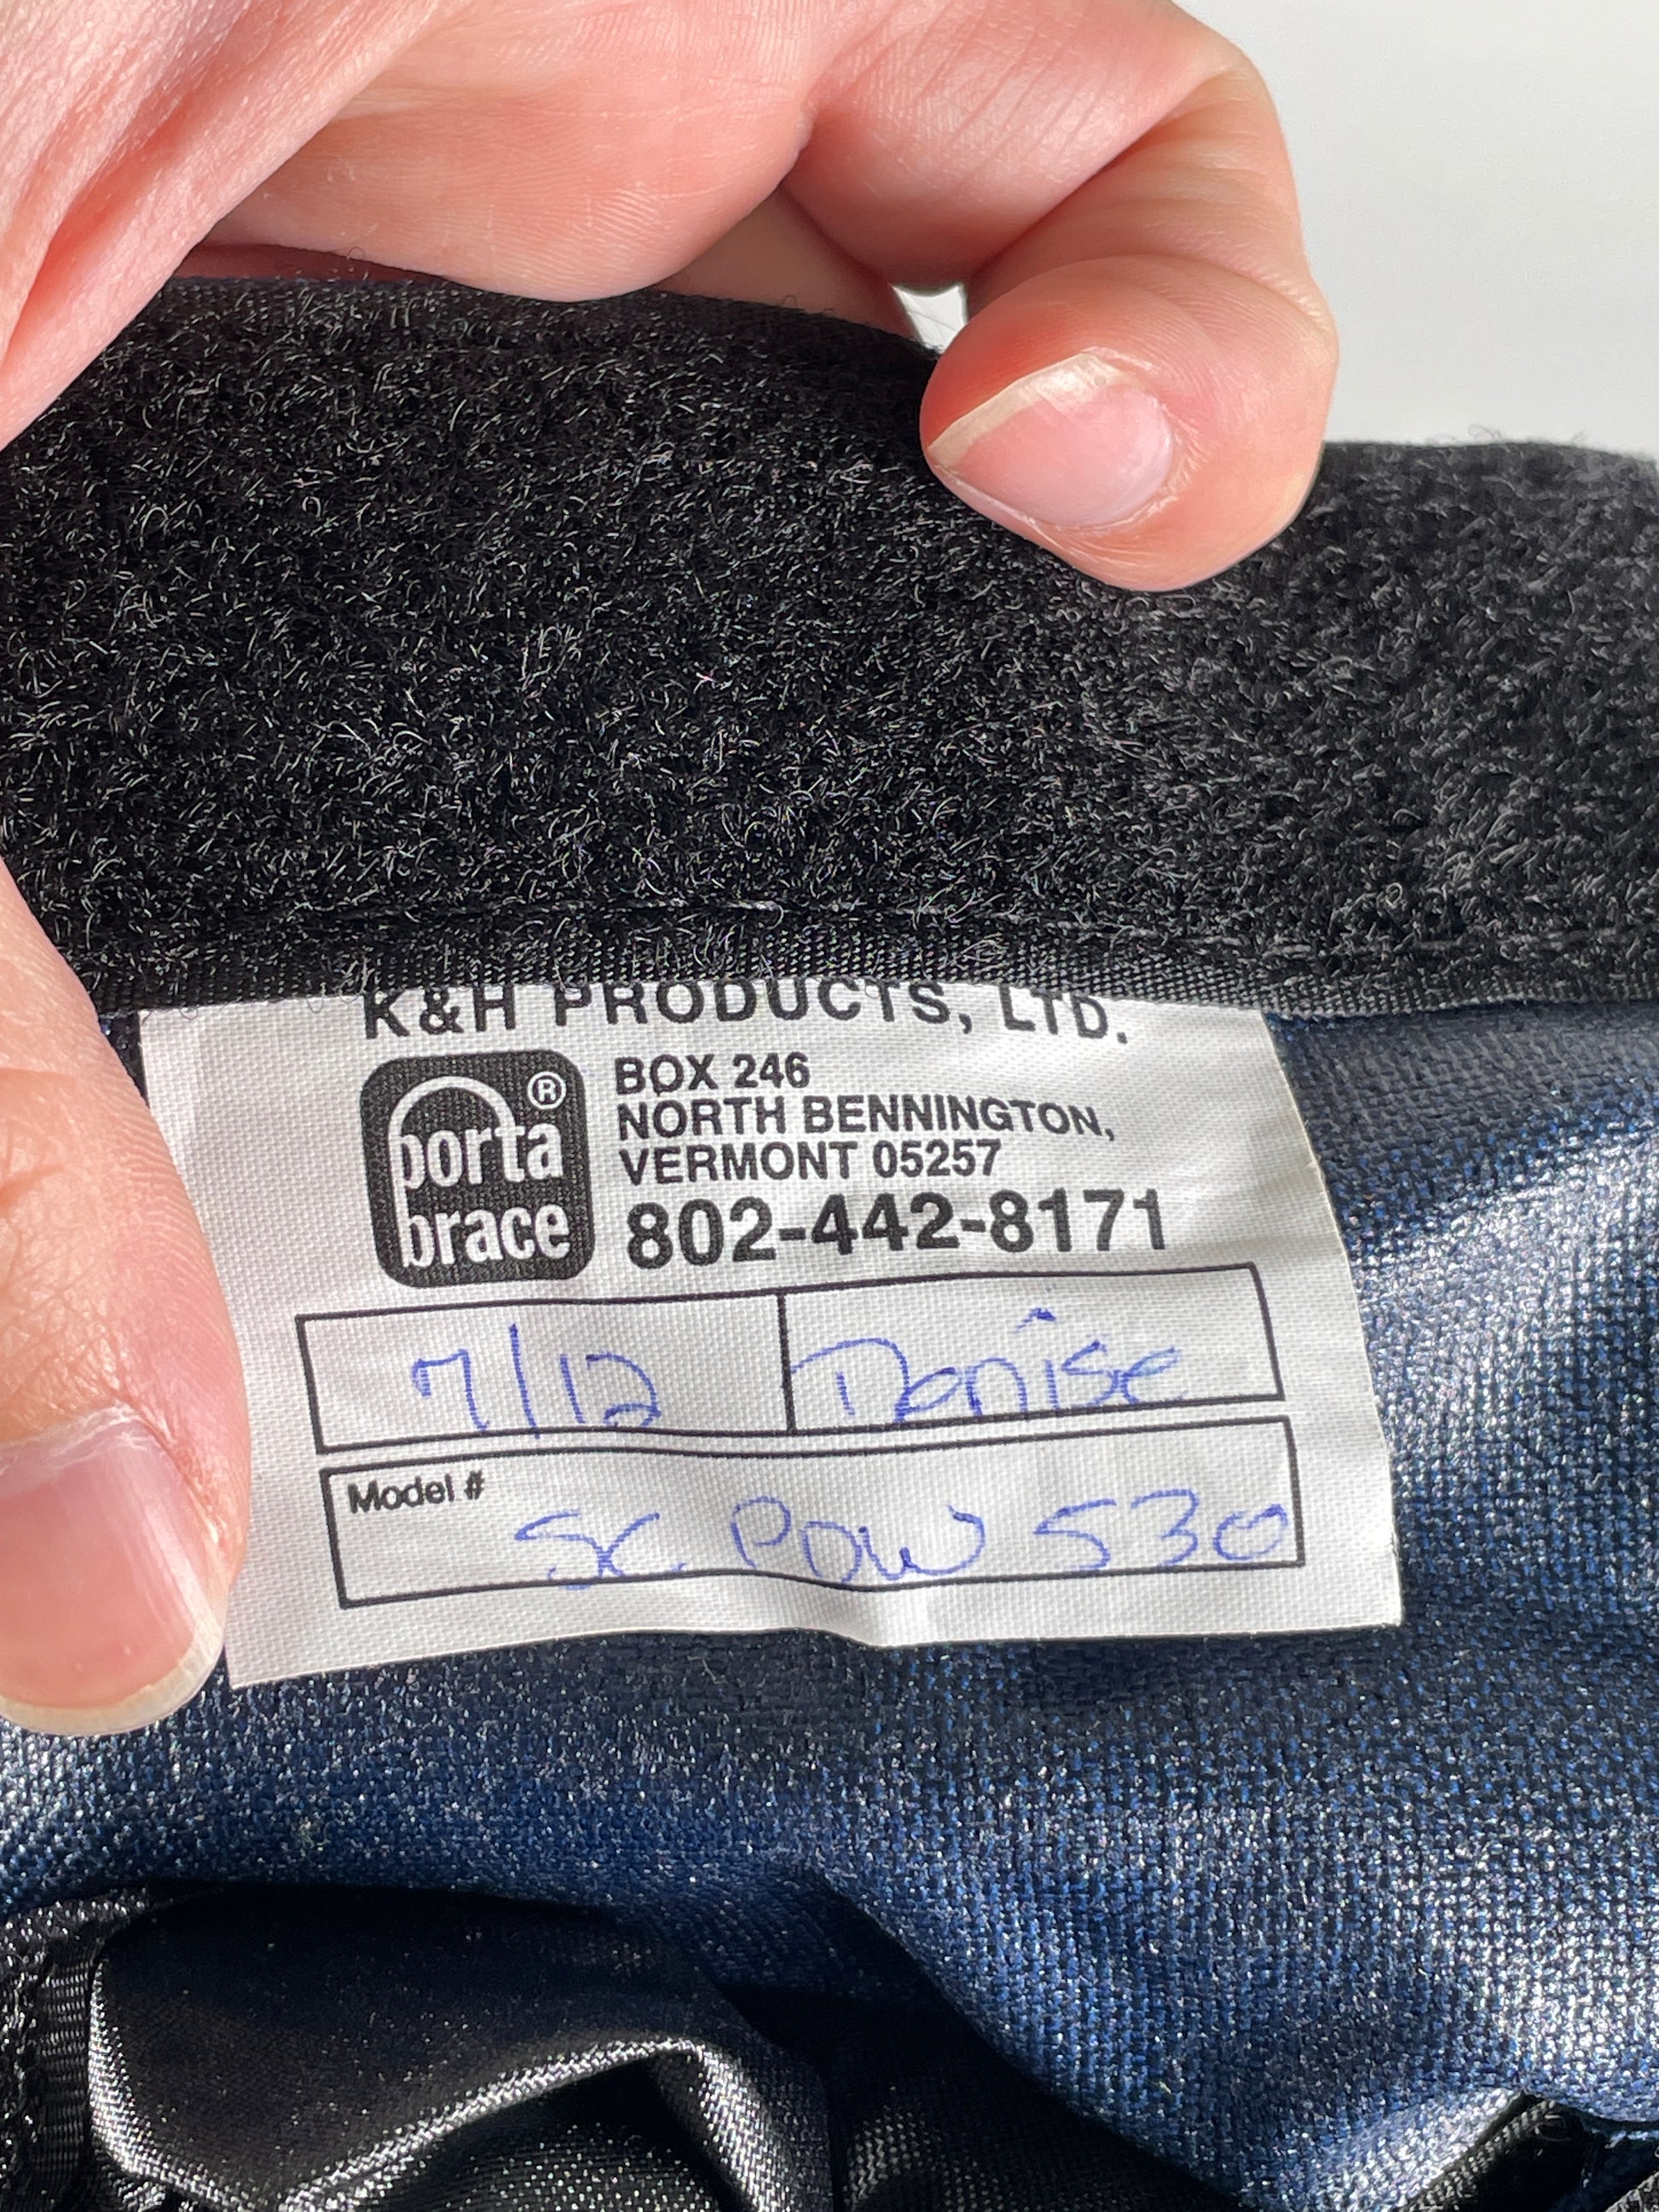 K&H PRODUCTS, LTD.
porta
brace
®
BOX 246
NORTH BENNINGTON,
VERMONT 05257
802-442-8171
7/12
Denise
Model #
SC POW 530